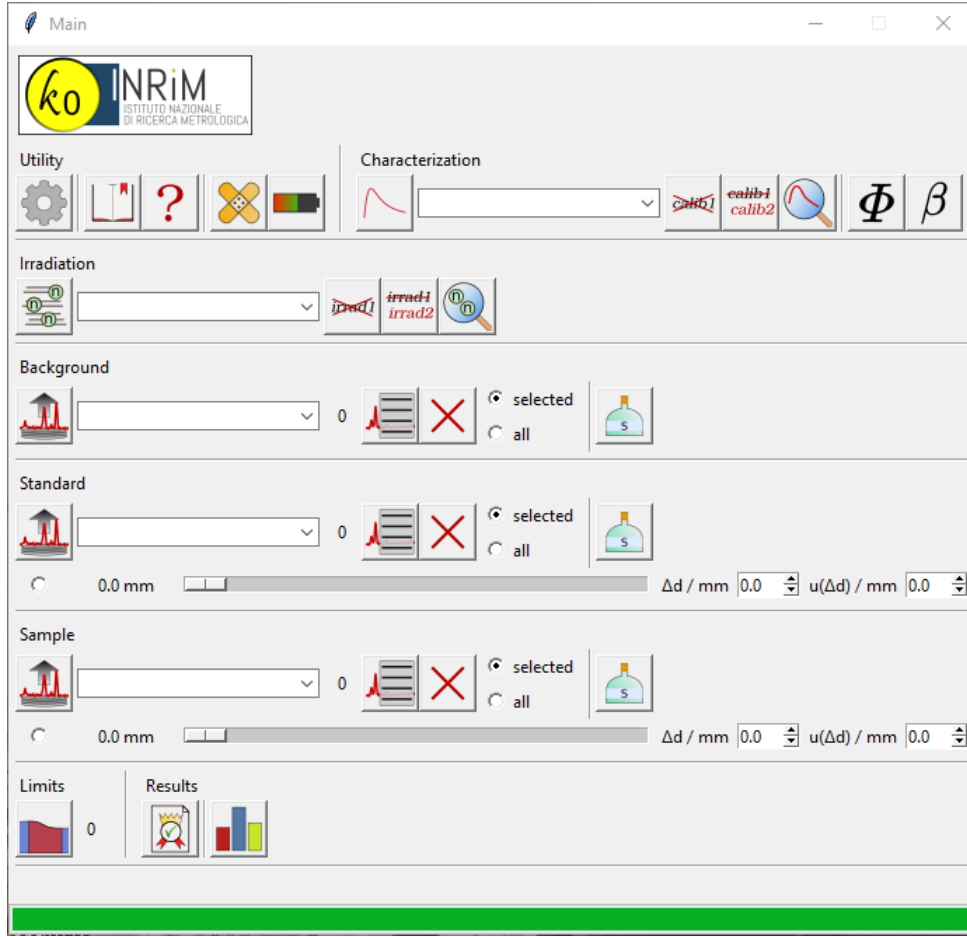 Main
k0 INRiM
ISTITUTO NAZIONALE
DI RICERCA METROLOGICA
Utility Characterization
? calib1 calib1 Φ β
calib2
Irradiation
n n n irrad1 irrad1 n n
irrad2
Background
0 selected S
all
Standard
0 selected S
all
0.0 mm Δd / mm 0.0 u(Δd) / mm 0.0
Sample
0 selected S
all
0.0 mm Δd / mm 0.0 u(Δd) / mm 0.0
Limits Results
0